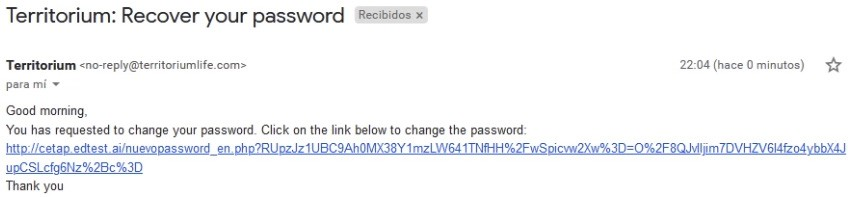 Territorium: Recover your password Recibidos ×
Territorium <no-reply@territoriumlife.com> 22:04 (hace 0 minutos)
para mí
Good morning,
You has requested to change your password. Click on the link below to change the password:
http://cetap.edtest.ai/nuevopassword_en.php?RUpzJz1UBC9Ah0MX38Y1mzLW641TNfHH%2FwSpicvw2Xw%3D=O%2F8QJvlIjim7DVHZV6l4fzo4ybbX4J
upCSLcfg6Nz%2Bc%3D
Thank you